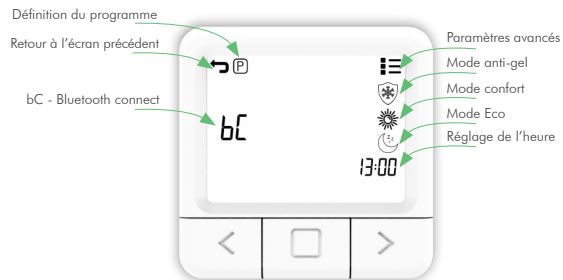 Définition du programme
Retour à l'écran précédent
P
bC - Bluetooth connect
bC
Paramètres avancés
Mode anti-gel
Mode confort
Mode Eco
Réglage de l'heure
zz
13:00